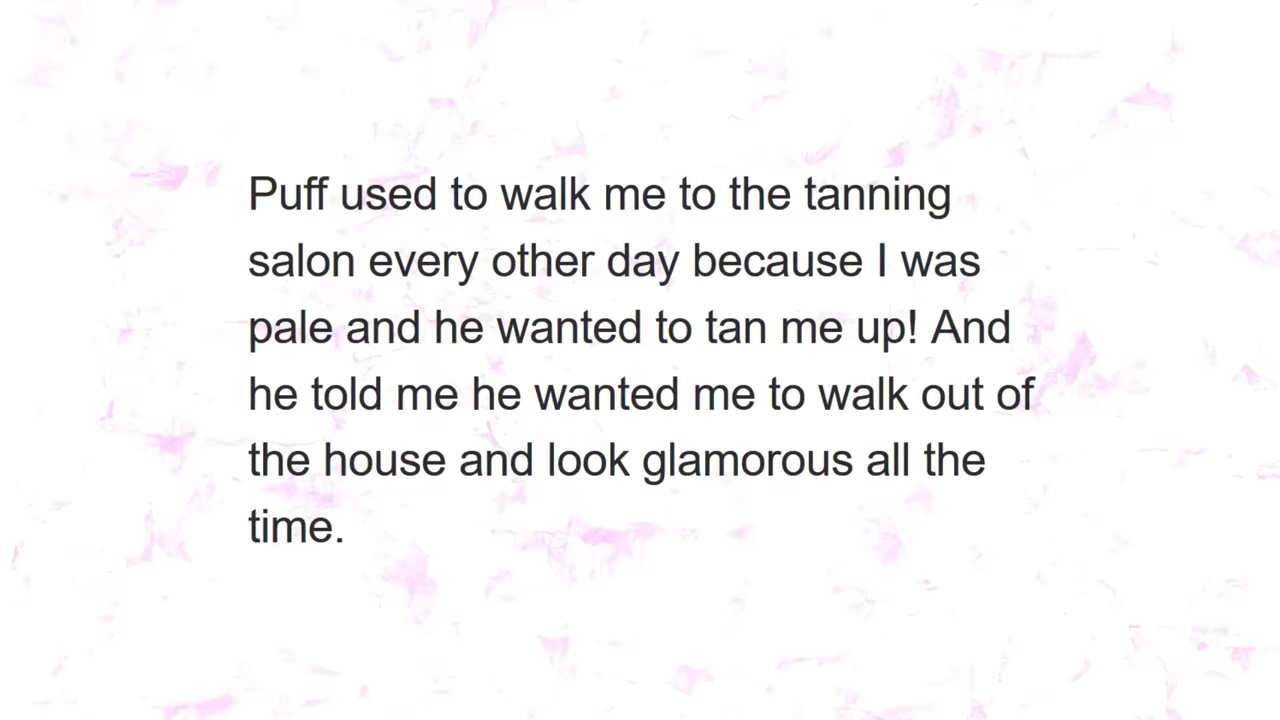 Puff used to walk me to the tanning
salon every other day because I was
pale and he wanted to tan me up! And
he told me he wanted me to walk out of
the house and look glamorous all the
time.